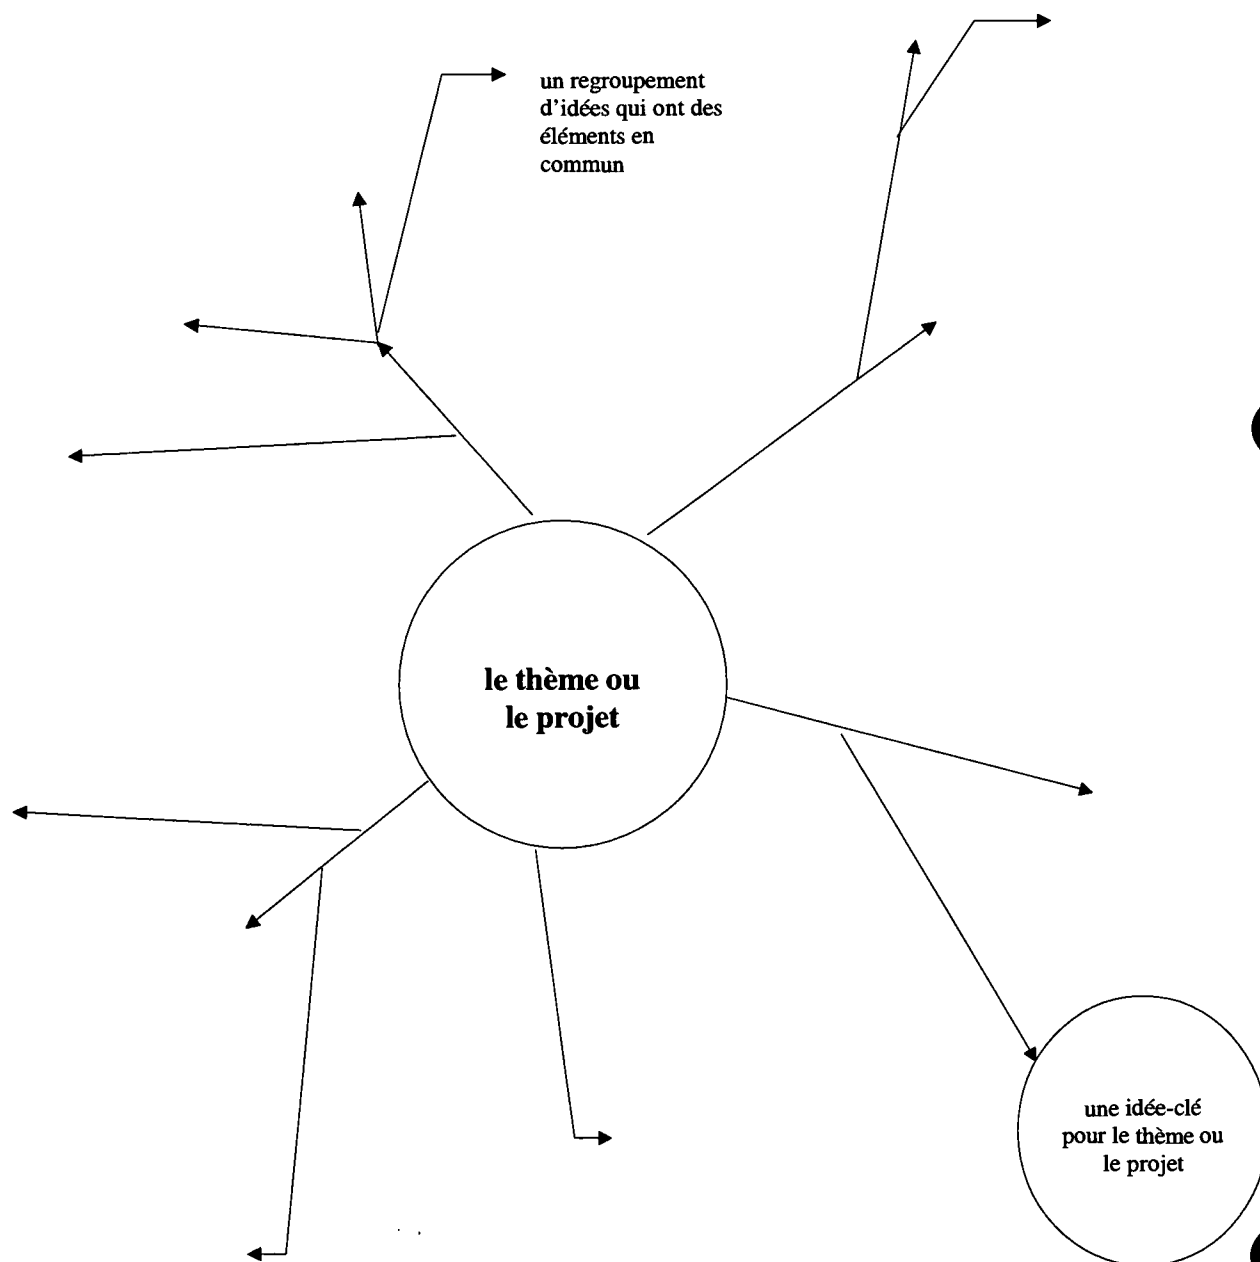 un regroupement
d'idées qui ont des
éléments en
commun
le thème ou
le projet
une idée-clé
pour le thème ou
le projet